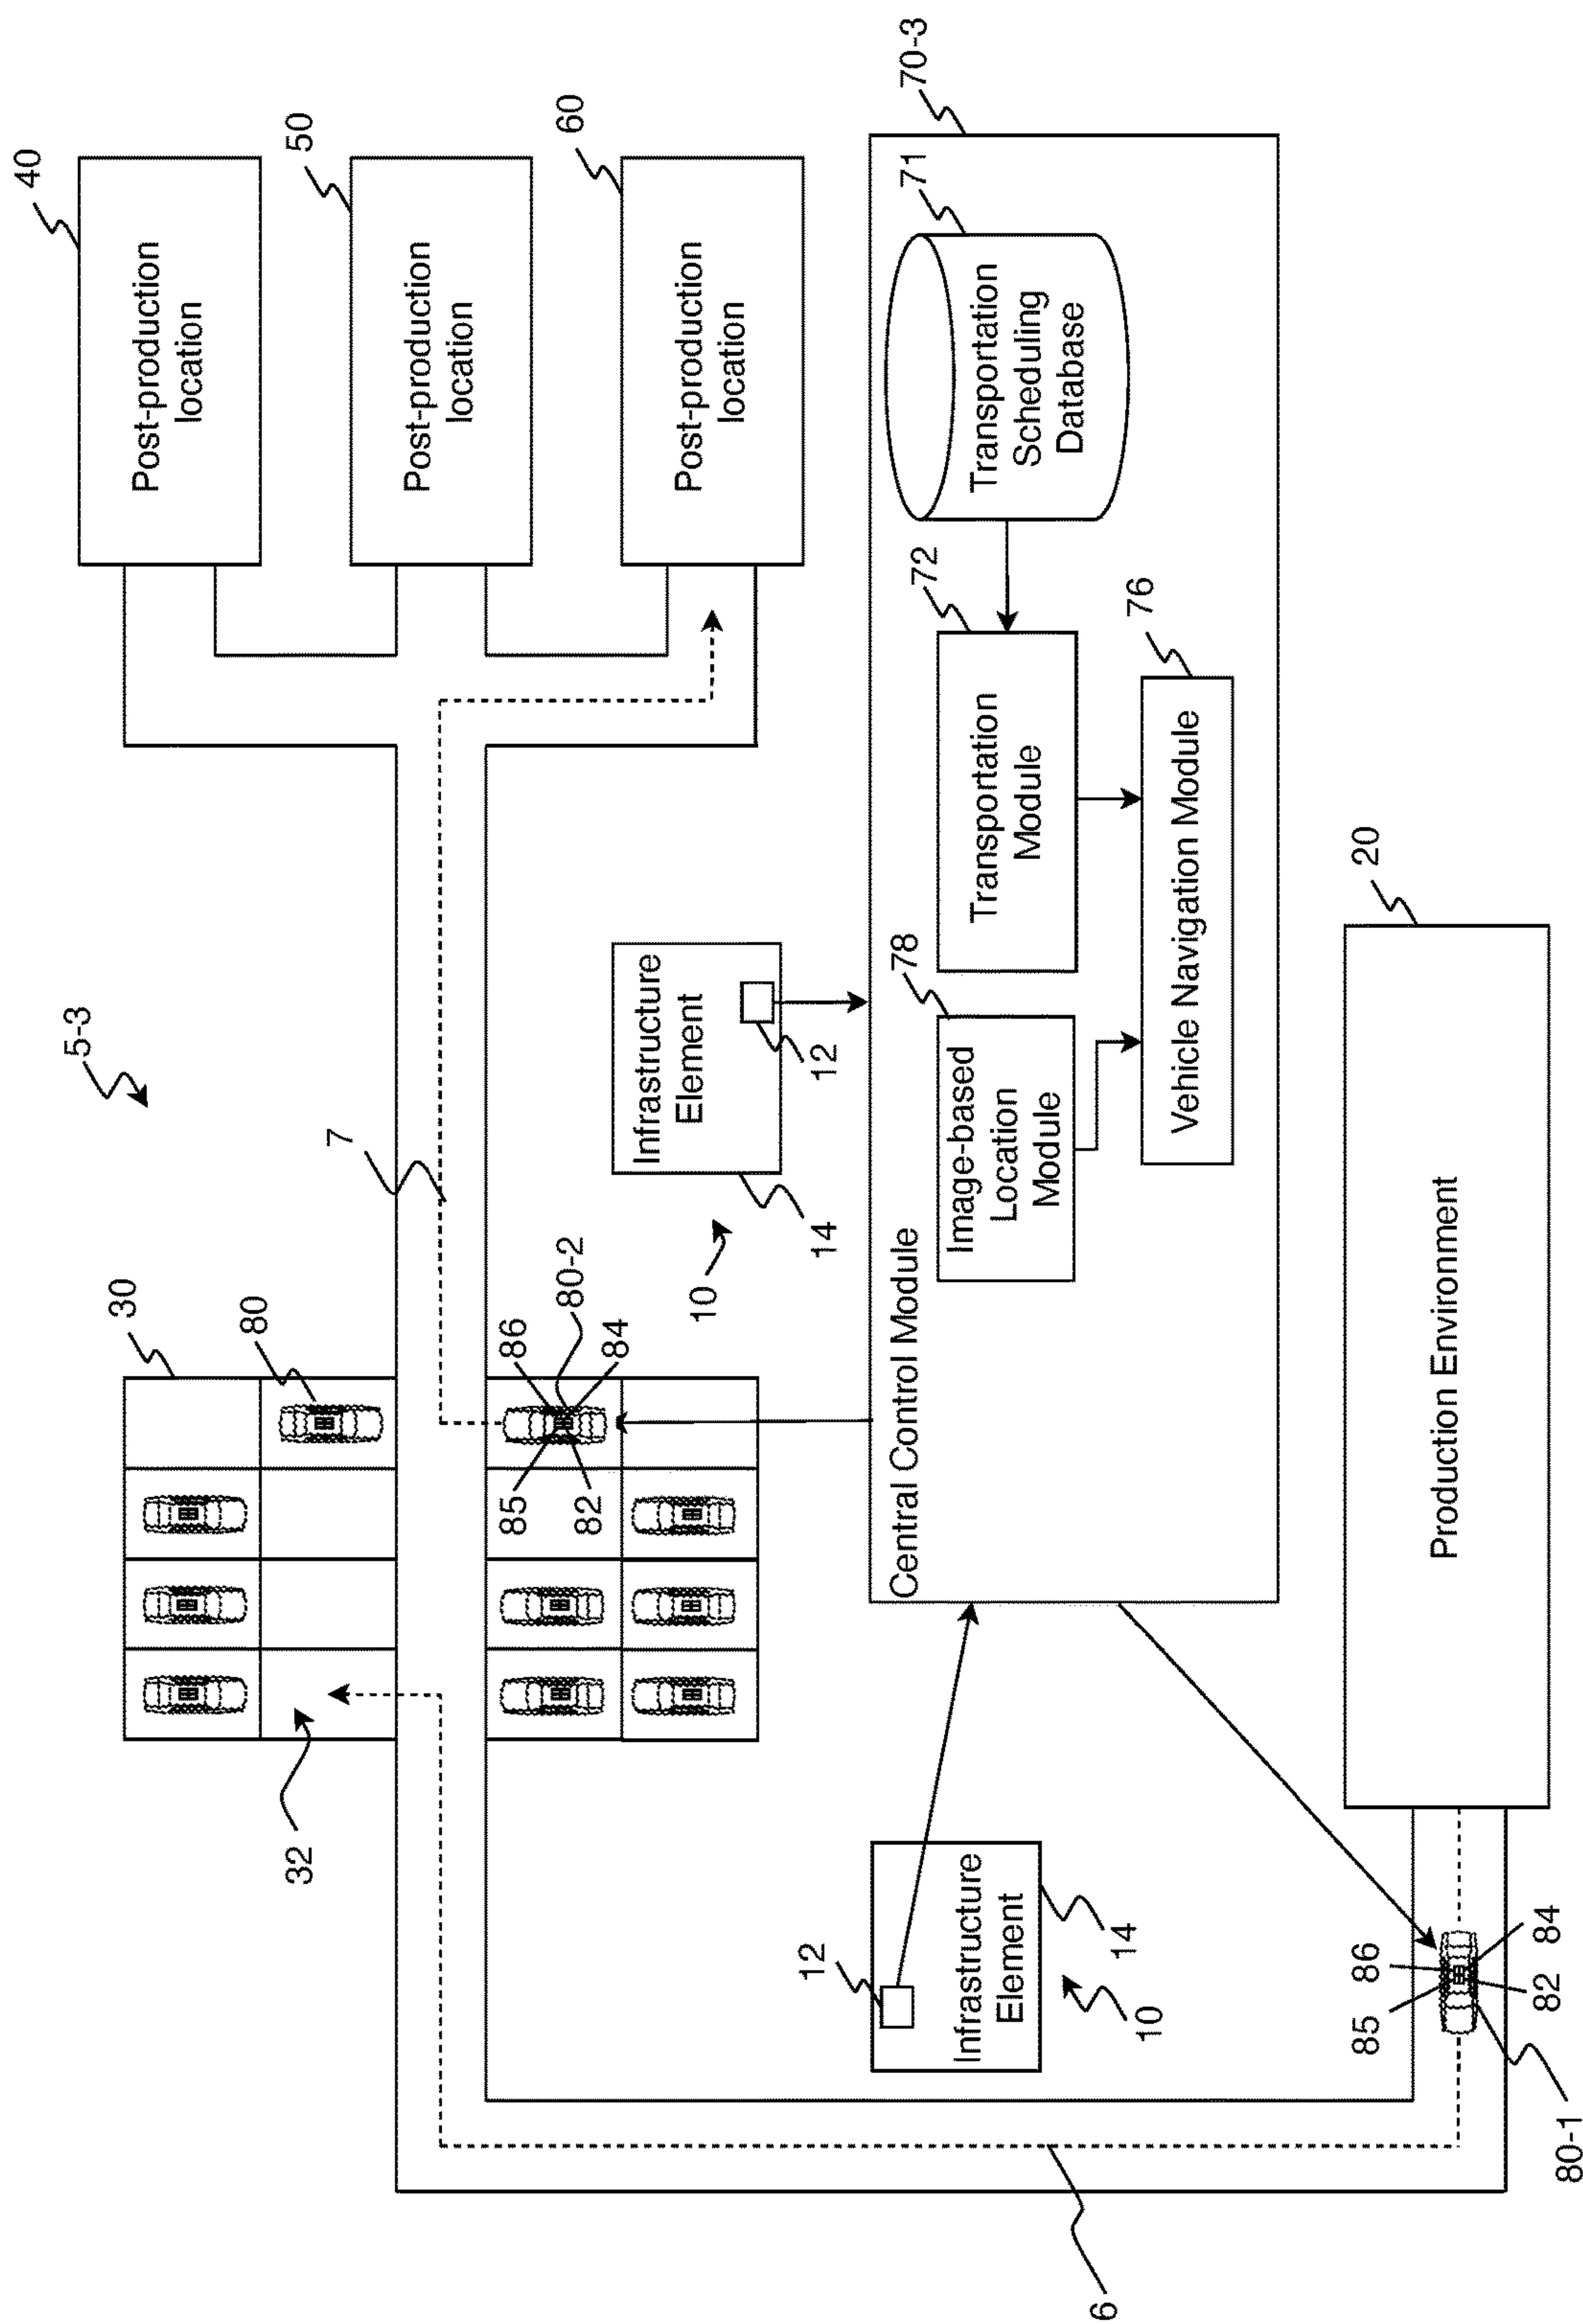 40
5-3
30
Post-production
location
80
32
50
7
Post-production
location
85
86
80-2
60
82
84
Infrastructure
Element
Post-production
location
10
12
14
12
Central Control Module
78
72
71
70-3
Infrastructure
Element
Image-based
Location
Module
Transportation
Module
Transportation
Scheduling
Database
6
14
10
76
Vehicle Navigation Module
85
86
20
Production Environment
82
84
80-1